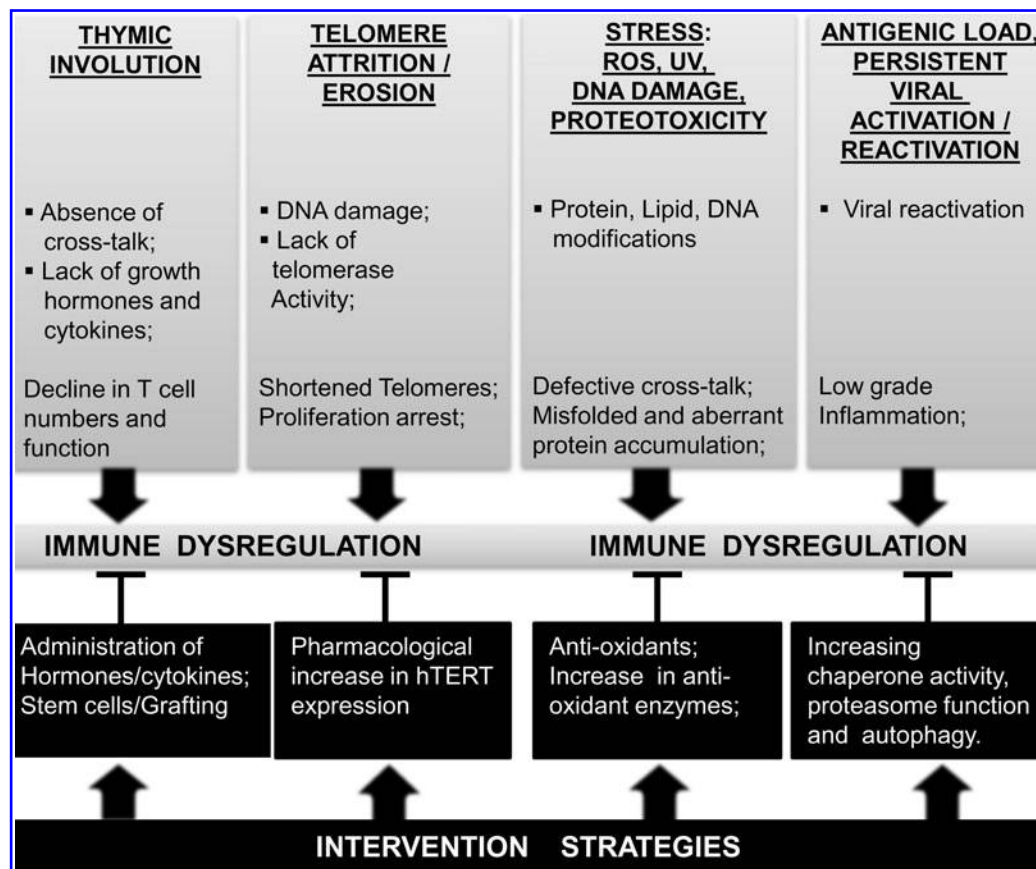 THYMIC
INVOLUTION
▪ Absence of
cross-talk;
▪ Lack of growth
hormones and
cytokines;
Decline in T cell
numbers and
function
TELOMERE
ATTRITION /
EROSION
▪ DNA damage;
▪ Lack of
telomerase
Activity;
Shortened Telomeres;
Proliferation arrest;
STRESS:
ROS, UV,
DNA DAMAGE,
PROTEOTOXICITY
▪ Protein, Lipid, DNA
modifications
Defective cross-talk;
Misfolded and aberrant
protein accumulation;
ANTIGENIC LOAD,
PERSISTENT
VIRAL
ACTIVATION /
REACTIVATION
▪ Viral reactivation
Low grade
Inflammation;
IMMUNE DYSREGULATION
IMMUNE DYSREGULATION
Administration of
Hormones/cytokines;
Stem cells/Grafting
Pharmacological
increase in hTERT
expression
Anti-oxidants;
Increase in anti-
oxidant enzymes;
Increasing
chaperone activity,
proteasome function
and autophagy.
INTERVENTION STRATEGIES